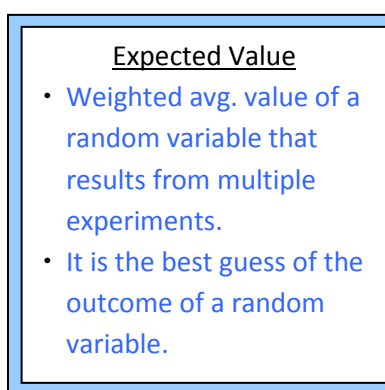 Expected Value
· Weighted avg. value of a
random variable that
results from multiple
experiments.
· It is the best guess of the
outcome of a random
variable.